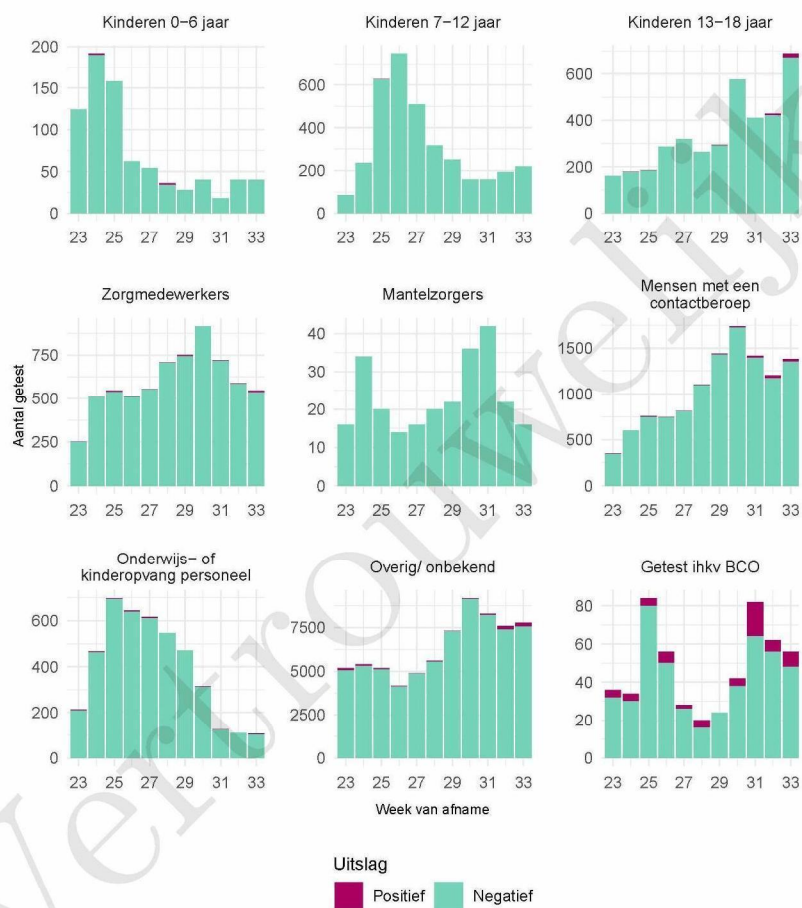 Kinderen 0–6 jaar
Kinderen 7–12 jaar
Kinderen 13–18 jaar
200
150
100
50
0
23 25 27 29 31 33
600
400
200
0
23 25 27 29 31 33
600
400
200
0
23 25 27 29 31 33
Zorgmedewerkers
Mantelzorgers
Mensen met een
contactberoep
Aantal getest
750
500
250
0
23 25 27 29 31 33
40
30
20
10
0
23 25 27 29 31 33
1500
1000
500
0
23 25 27 29 31 33
Onderwijs– of
kinderopvang personeel
Overig/ onbekend
Getest ihkv BCO
600
400
200
0
23 25 27 29 31 33
7500
5000
2500
0
23 25 27 29 31 33
80
60
40
20
0
23 25 27 29 31 33
Week van afname
Uitslag
Positief Negatief
Vertrouwelijk